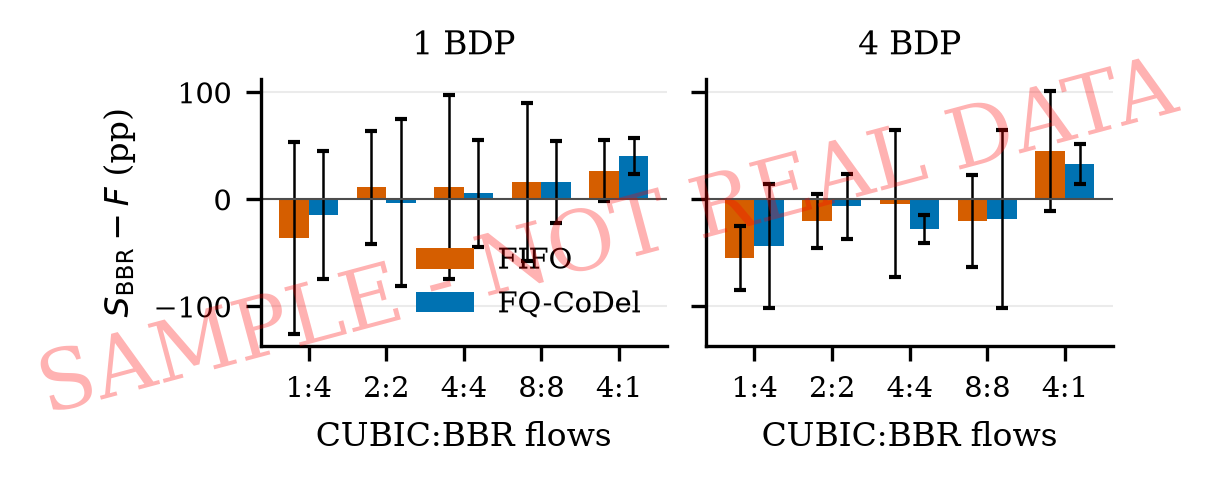 1 BDP
4 BDP
100
0
−100
S_BBR − F (pp)
FIFO
FQ-CoDel
1:4 2:2 4:4 8:8 4:1
1:4 2:2 4:4 8:8 4:1
CUBIC:BBR flows
CUBIC:BBR flows
SAMPLE - NOT REAL DATA